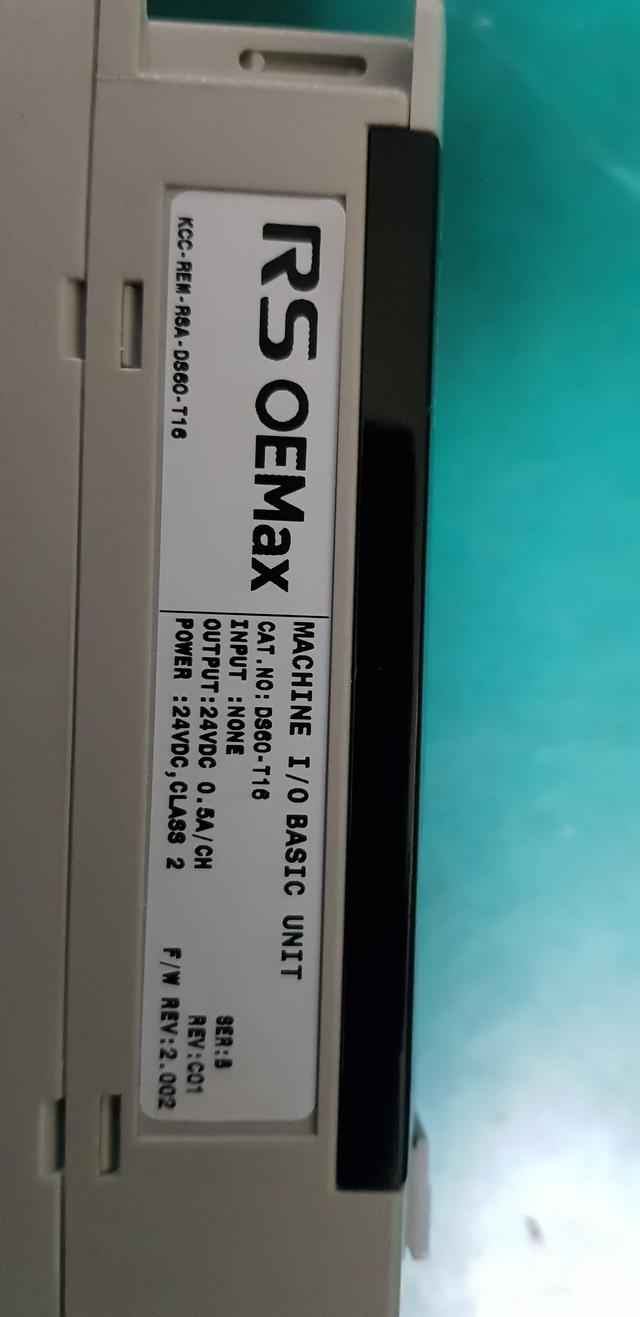 RS OEMax
KCC-REM-RSA-DS60-T16
MACHINE I/O BASIC UNIT
CAT.NO: DS60-T16
INPUT :NONE
OUTPUT:24VDC 0.5A/CH
POWER :24VDC,CLASS 2
SER:B
REV:C01
F/W REV:2.002